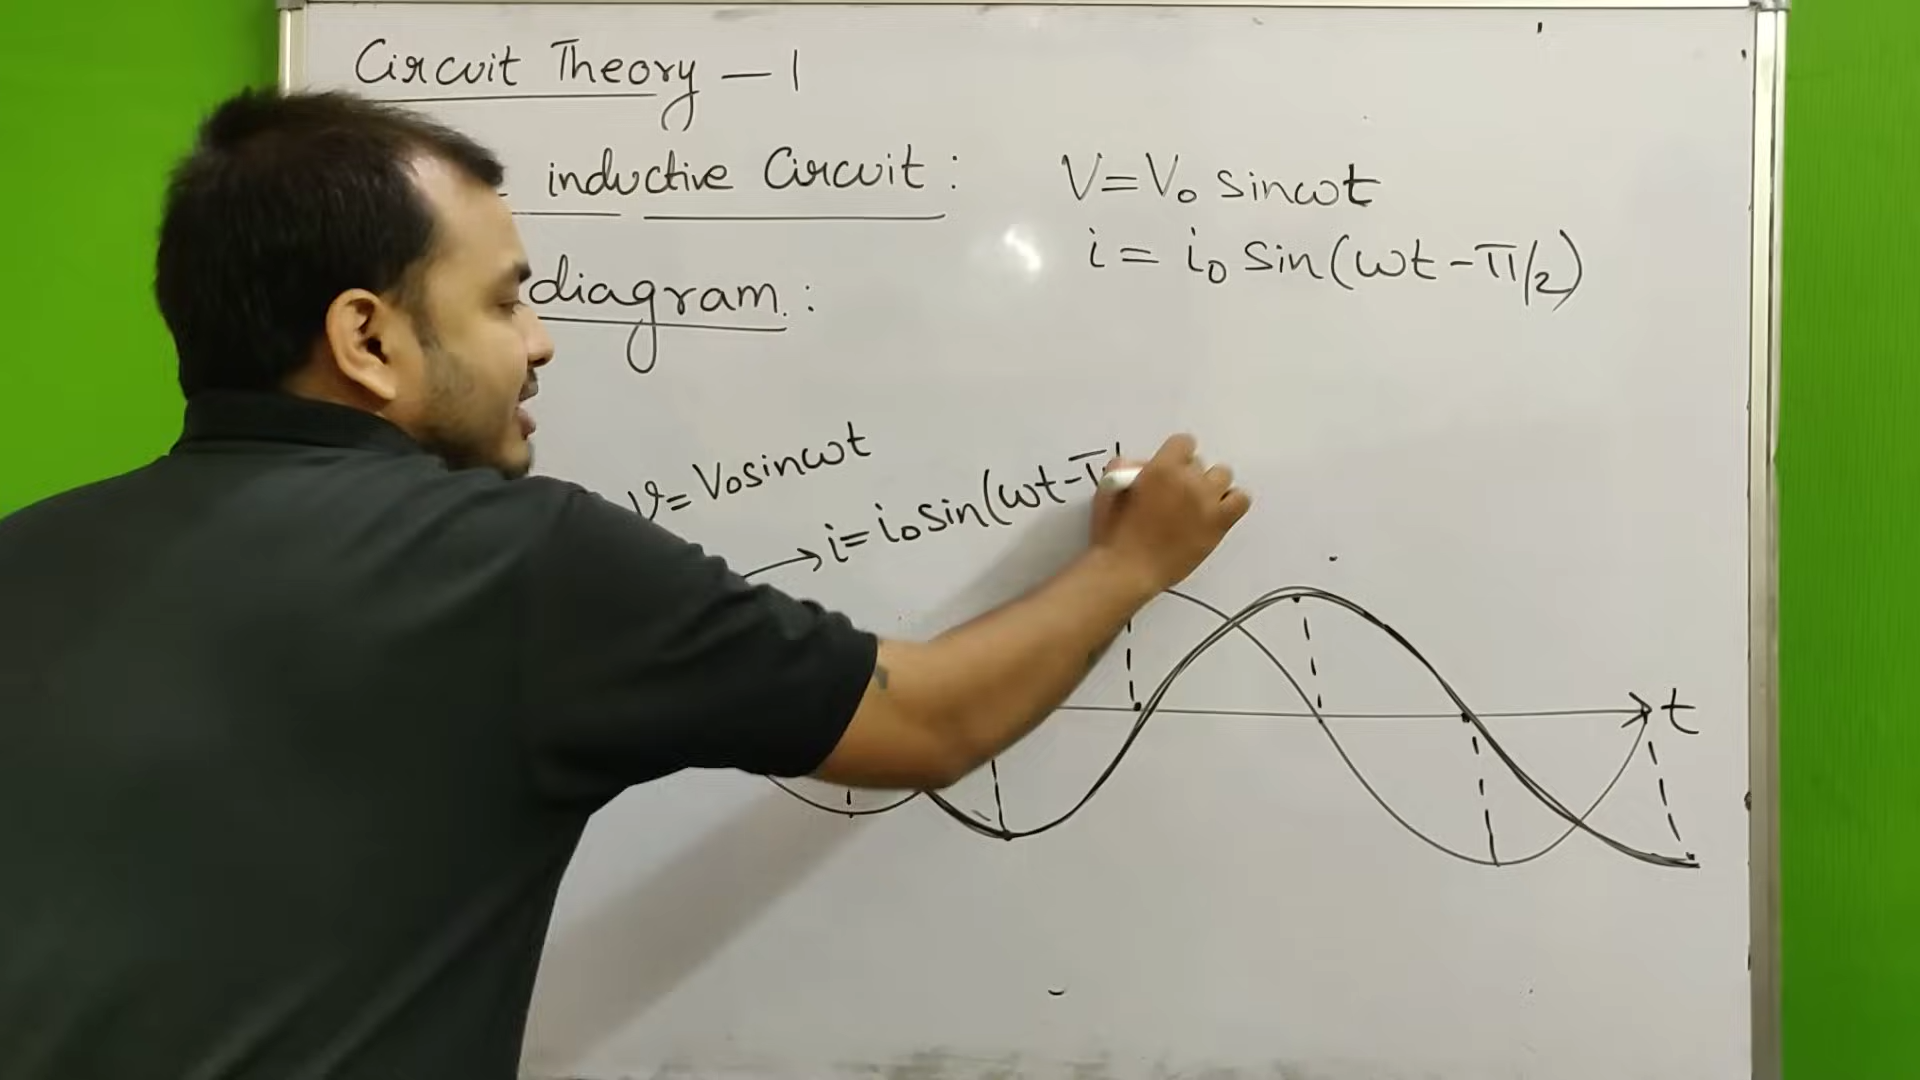 Circuit Theory – 1
inductive Circuit :
V=V₀ sinωt
i = i₀ sin(ωt - π/2)
diagram. :
v = V₀sinωt
i= i₀sin(ωt-π
t